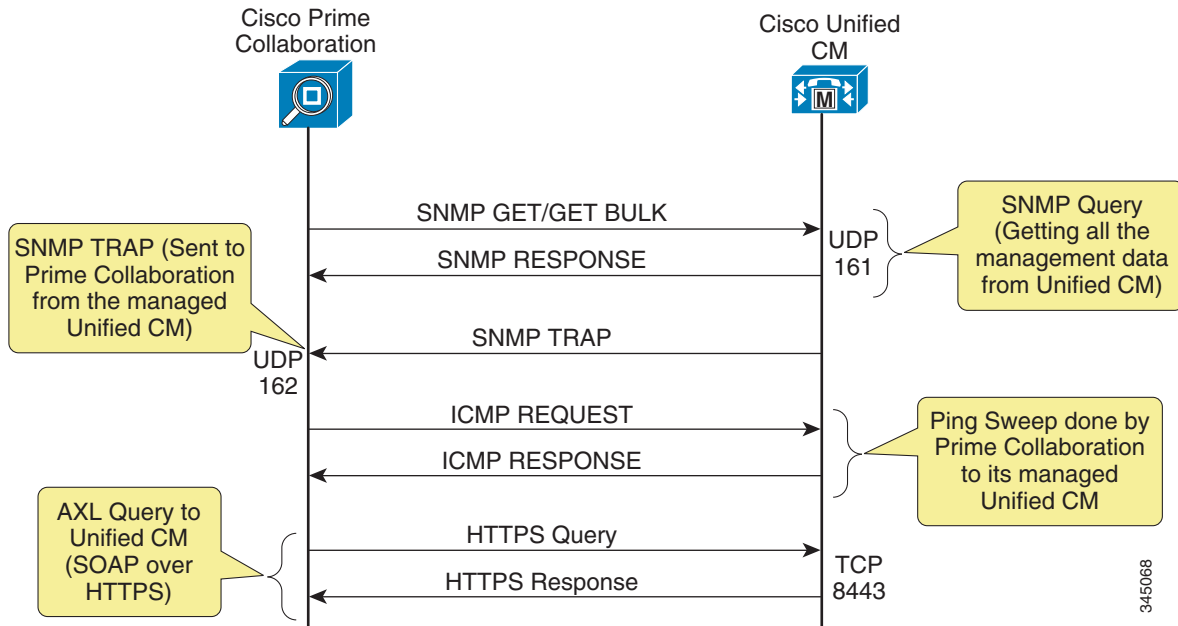 Cisco Prime
Collaboration
Cisco Unified
CM
M
SNMP GET/GET BULK
SNMP RESPONSE
UDP
161
SNMP Query
(Getting all the
management data
from Unified CM)
SNMP TRAP (Sent to
Prime Collaboration
from the managed
Unified CM)
SNMP TRAP
UDP
162
ICMP REQUEST
ICMP RESPONSE
Ping Sweep done by
Prime Collaboration
to its managed
Unified CM
AXL Query to
Unified CM
(SOAP over
HTTPS)
HTTPS Query
HTTPS Response
TCP
8443
345068